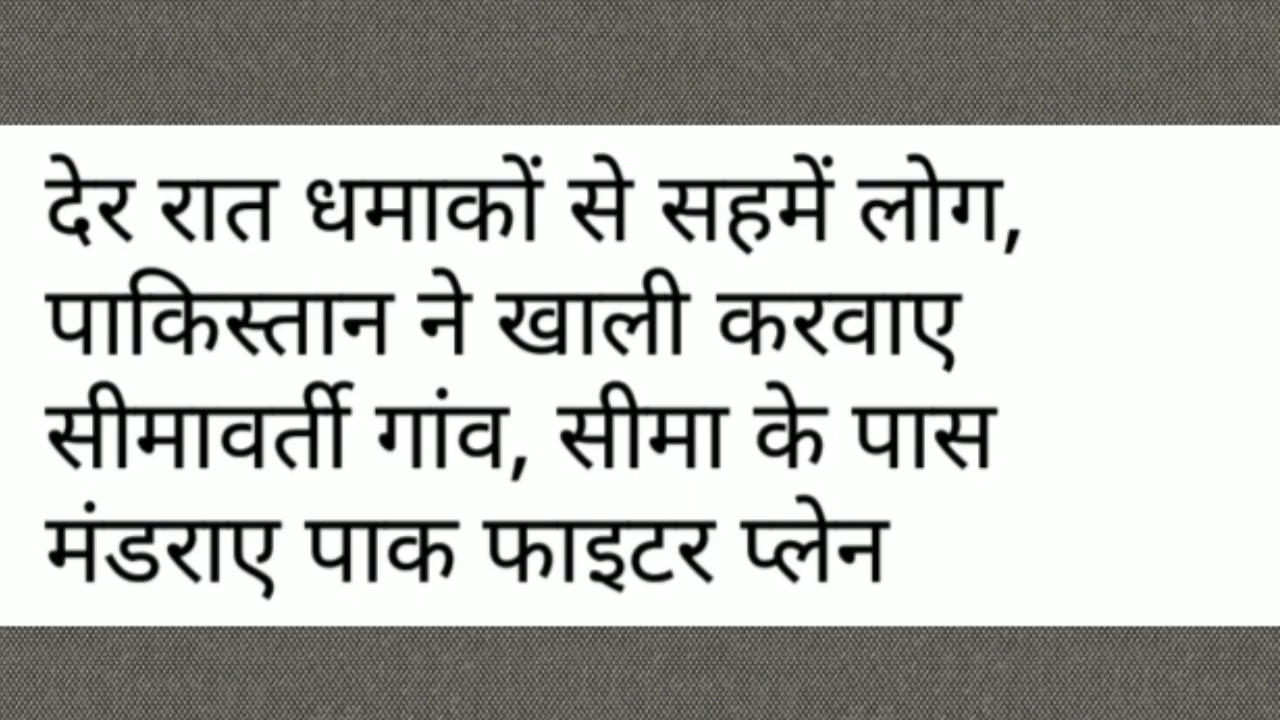 देर रात धमाकों से सहमें लोग,
पाकिस्तान ने खाली करवाए
सीमावर्ती गांव, सीमा के पास
मंडराए पाक फाइटर प्लेन